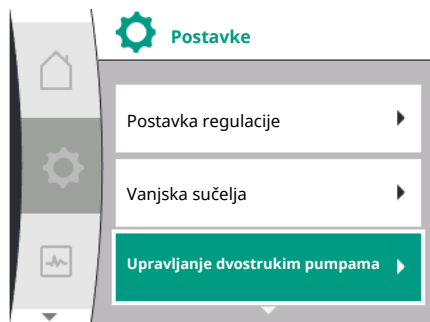 Postavke
Postavka regulacije
Vanjska sučelja
Upravljanje dvostrukim pumpama